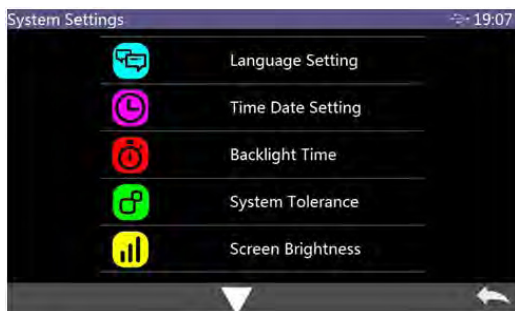 System Settings 19:07
Language Setting
Time Date Setting
Backlight Time
System Tolerance
Screen Brightness